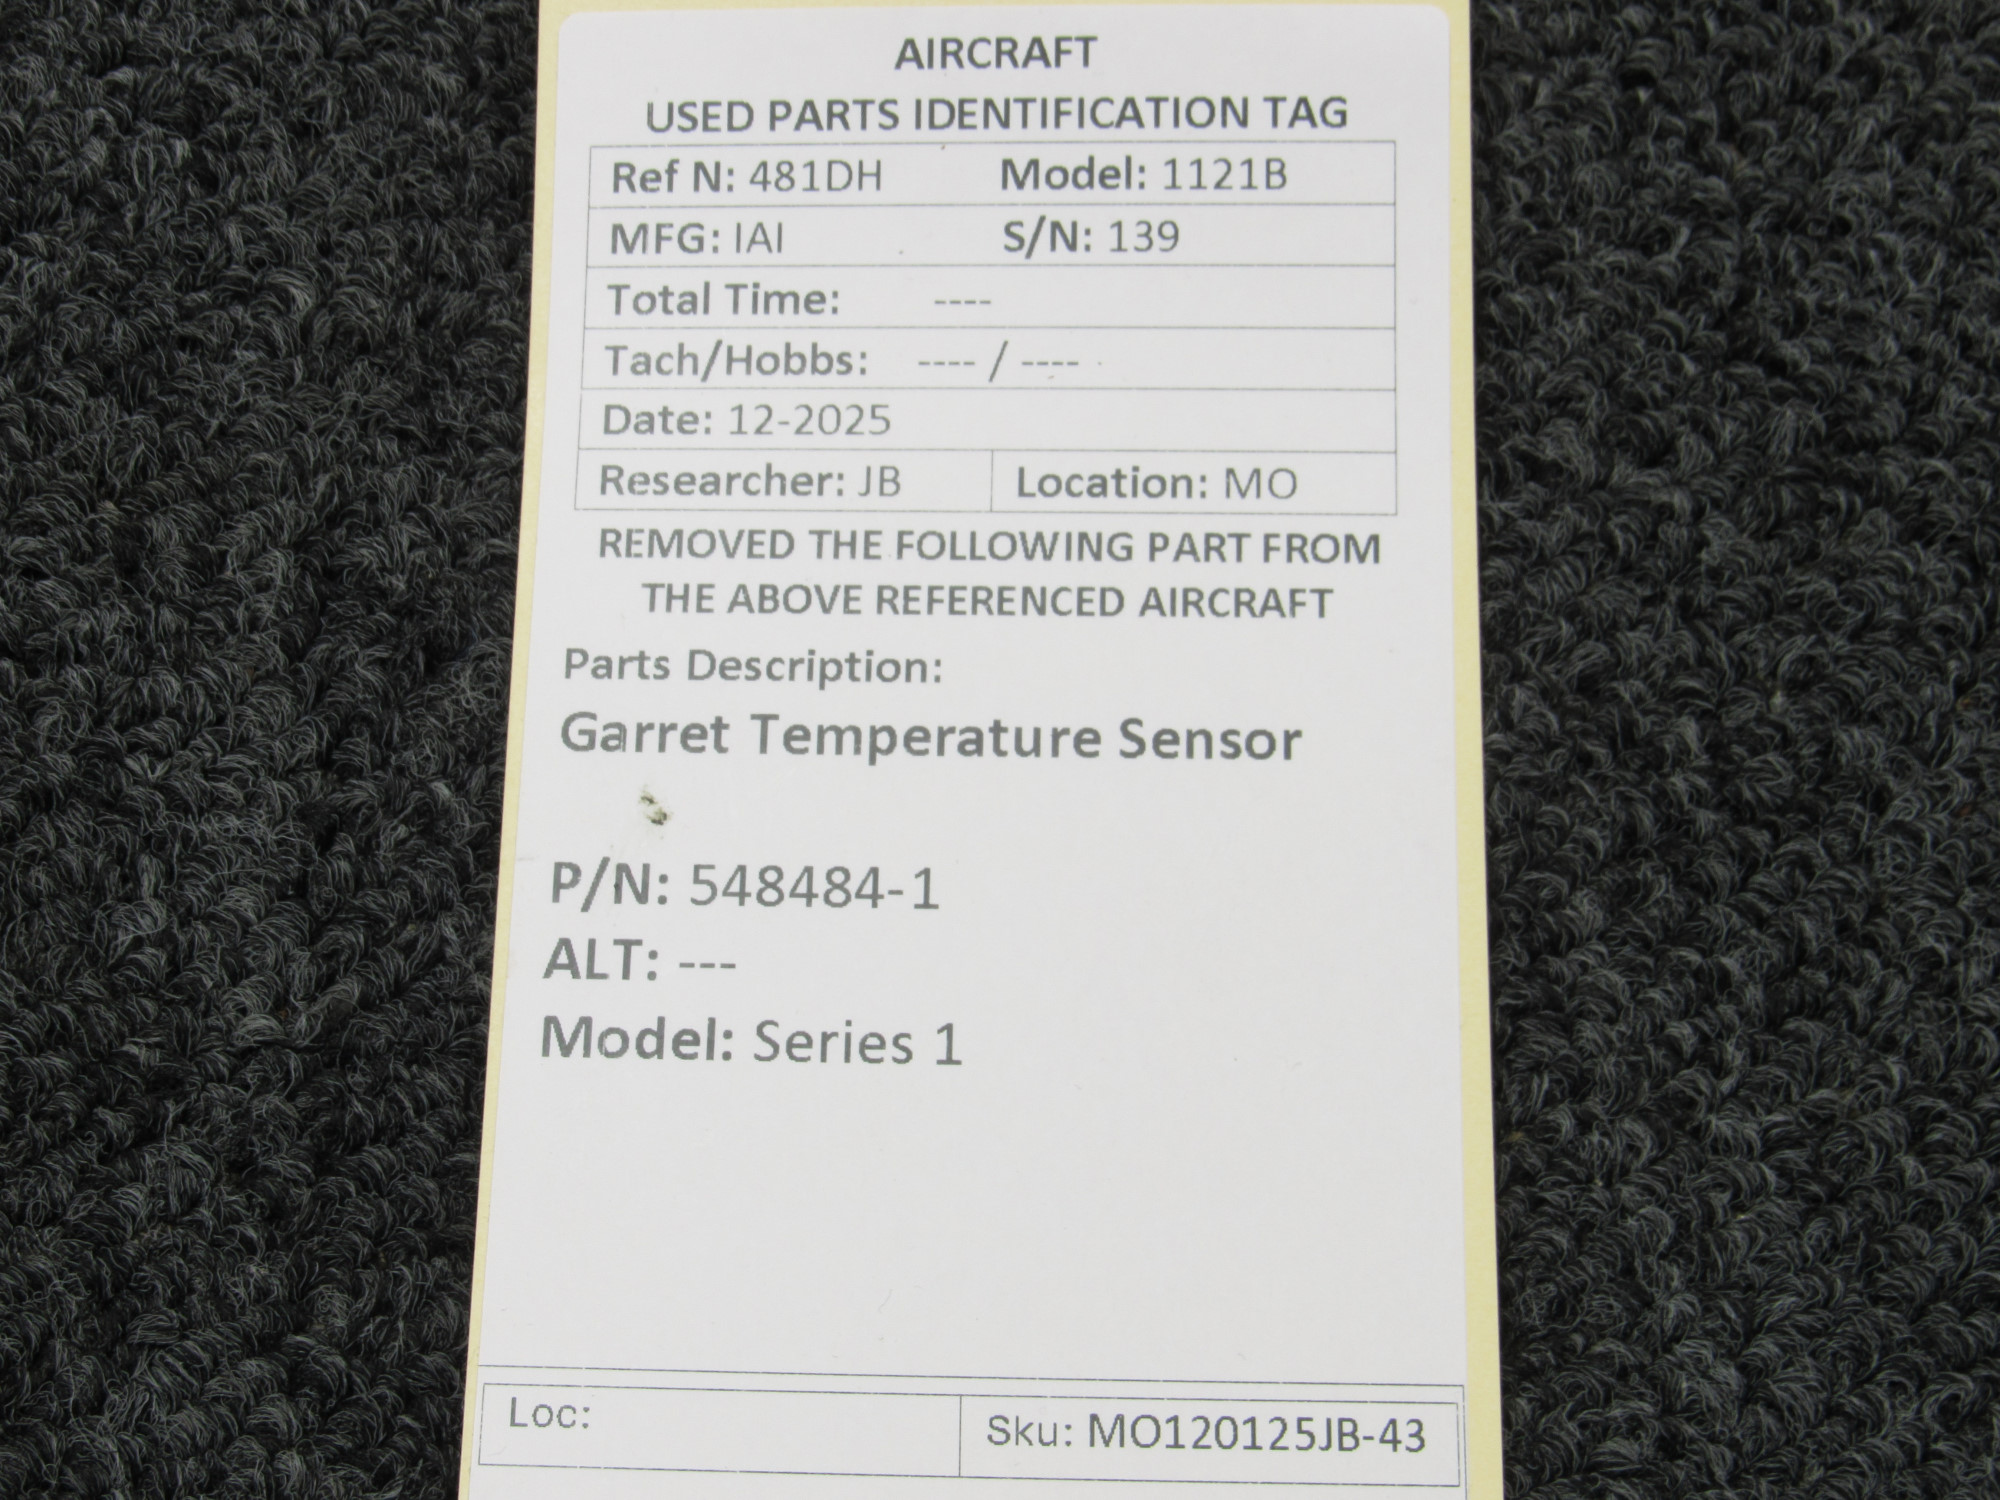 AIRCRAFT
USED PARTS IDENTIFICATION TAG
Ref N: 481DH Model: 1121B
MFG: IAI S/N: 139
Total Time: ----
Tach/Hobbs: ---- / ----
Date: 12-2025
Researcher: JB Location: MO
REMOVED THE FOLLOWING PART FROM
THE ABOVE REFERENCED AIRCRAFT
Parts Description:
Garret Temperature Sensor
P/N: 548484-1
ALT: ---
Model: Series 1
Loc: Sku: MO120125JB-43